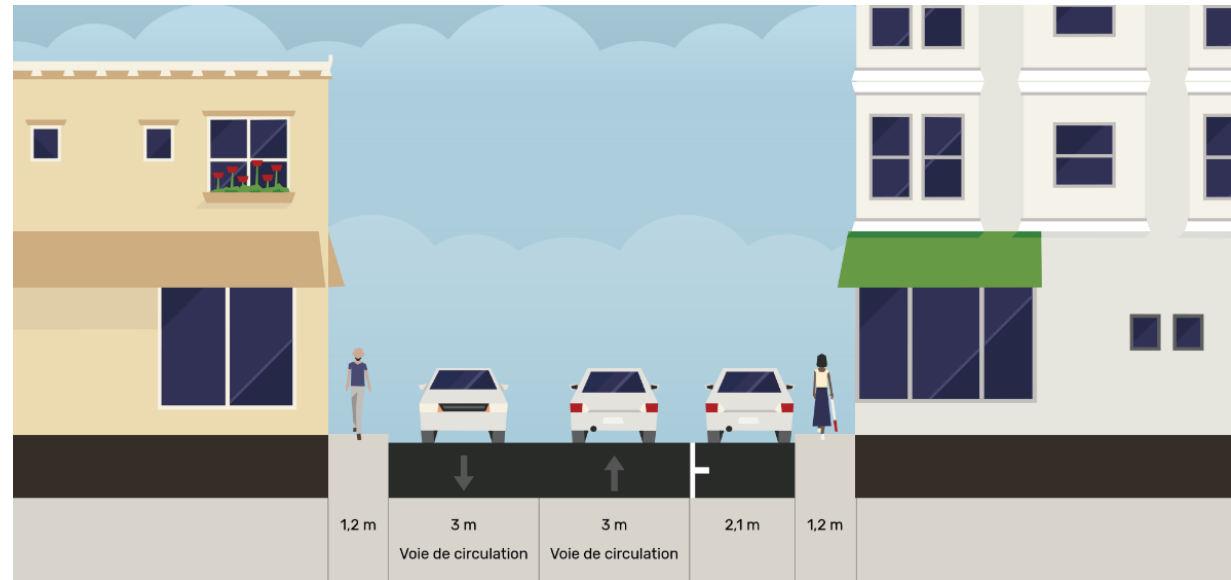 1,2 m
3 m
Voie de circulation
3 m
Voie de circulation
2,1 m
1,2 m